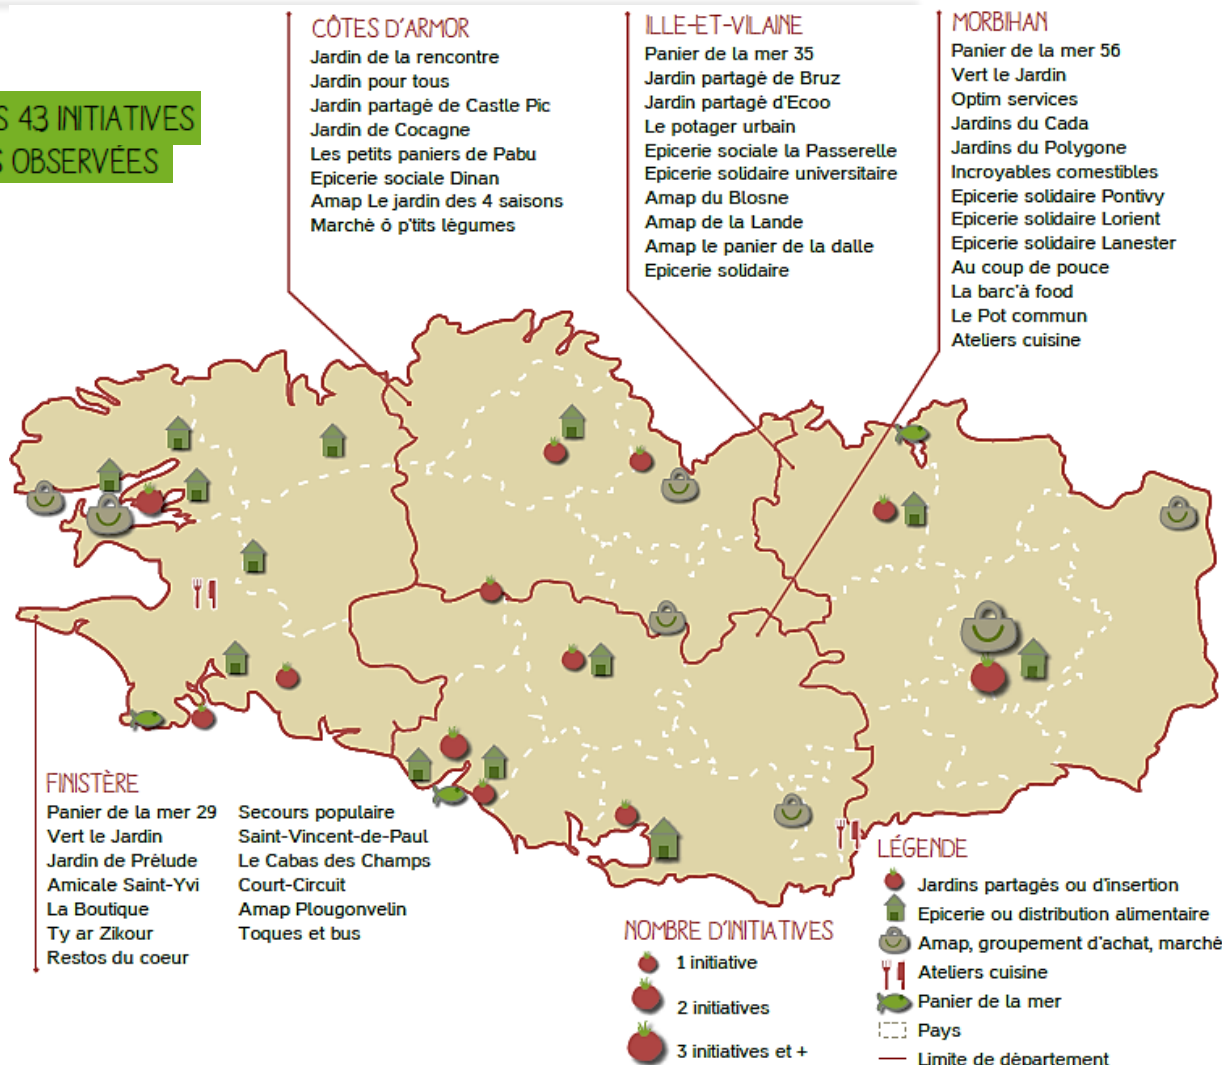 S 43 INITIATIVES
S OBSERVÉES
CÔTES D'ARMOR
Jardin de la rencontre
Jardin pour tous
Jardin partagé de Castle Pic
Jardin de Cocagne
Les petits paniers de Pabu
Epicerie sociale Dinan
Amap Le jardin des 4 saisons
Marché ô p'tits légumes
ILLE-ET-VILAINE
Panier de la mer 35
Jardin partagé de Bruz
Jardin partagé d'Ecoo
Le potager urbain
Epicerie sociale la Passerelle
Epicerie solidaire universitaire
Amap du Blosne
Amap de la Lande
Amap le panier de la dalle
Epicerie solidaire
MORBIHAN
Panier de la mer 56
Vert le Jardin
Optim services
Jardins du Cada
Jardins du Polygone
Incroyables comestibles
Epicerie solidaire Pontivy
Epicerie solidaire Lorient
Epicerie solidaire Lanester
Au coup de pouce
La barc'à food
Le Pot commun
Ateliers cuisine
FINISTÈRE
Panier de la mer 29
Vert le Jardin
Jardin de Prélude
Amicale Saint-Yvi
La Boutique
Ty ar Zikour
Restos du coeur
Secours populaire
Saint-Vincent-de-Paul
Le Cabas des Champs
Court-Circuit
Amap Plougonvelin
Toques et bus
NOMBRE D'INITIATIVES
1 initiative
2 initiatives
3 initiatives et +
LÉGENDE
Jardins partagés ou d'insertion
Epicerie ou distribution alimentaire
Amap, groupement d'achat, marché
Ateliers cuisine
Panier de la mer
Pays
Limite de département